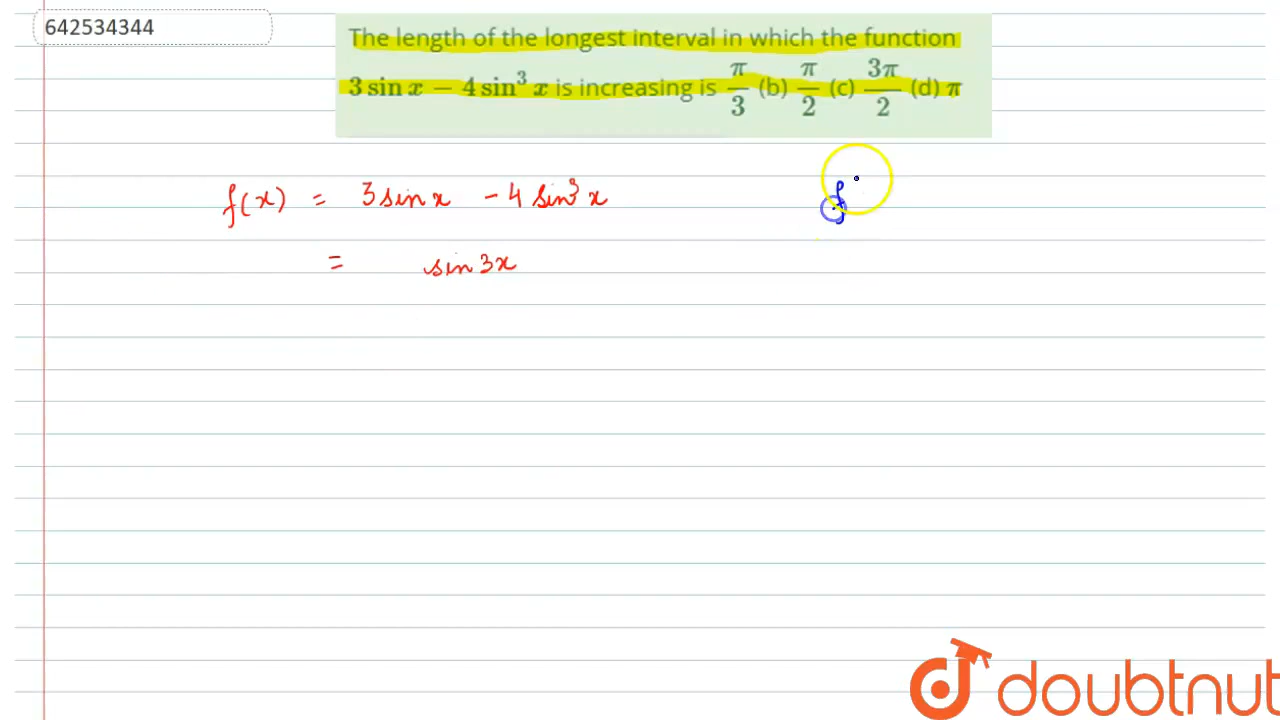 642534344
The length of the longest interval in which the function
3 sin x − 4 sin³ x is increasing is π/3 (b) π/2 (c) 3π/2 (d) π
f(x) = 3 sin x - 4 sin³ x
f
= sin 3x
doubtnut